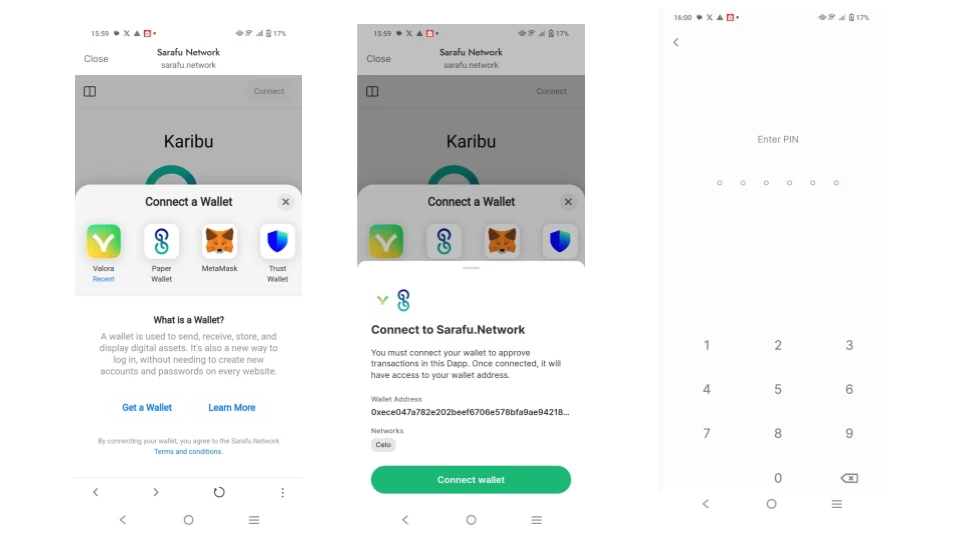 15:59
17%
Close
Sarafu Network
sarafu.network
Connect
Karibu
Connect a Wallet
Valora
Recent
Paper
Wallet
MetaMask
Trust
Wallet
What is a Wallet?
A wallet is used to send, receive, store, and
display digital assets. It's also a new way to
log in, without needing to create new
accounts and passwords on every website.
Get a Wallet
Learn More
By connecting your wallet, you agree to the Sarafu Network
Terms and conditions.
15:59
17%
Close
Sarafu Network
sarafu.network
Connect
Karibu
Connect a Wallet
Connect to Sarafu.Network
You must connect your wallet to approve
transactions in this Dapp. Once connected, it will
have access to your wallet address.
Wallet Address
0xece047a782e202beef6706e578bfa9ae94218...
Networks
Celo
Connect wallet
16:00
17%
Enter PIN
1 2 3
4 5 6
7 8 9
0